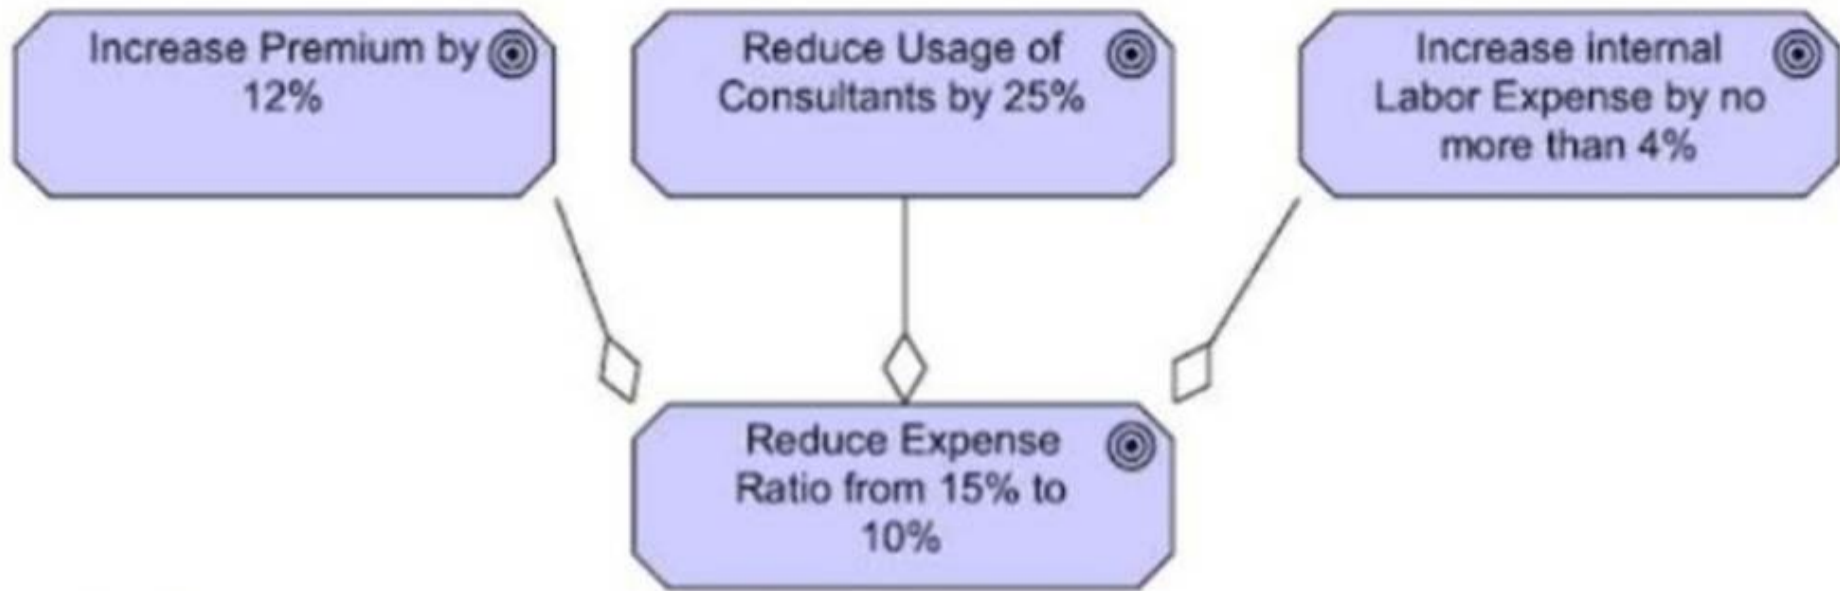 Increase Premium by
12%
Reduce Usage of
Consultants by 25%
Increase internal
Labor Expense by no
more than 4%
Reduce Expense
Ratio from 15% to
10%